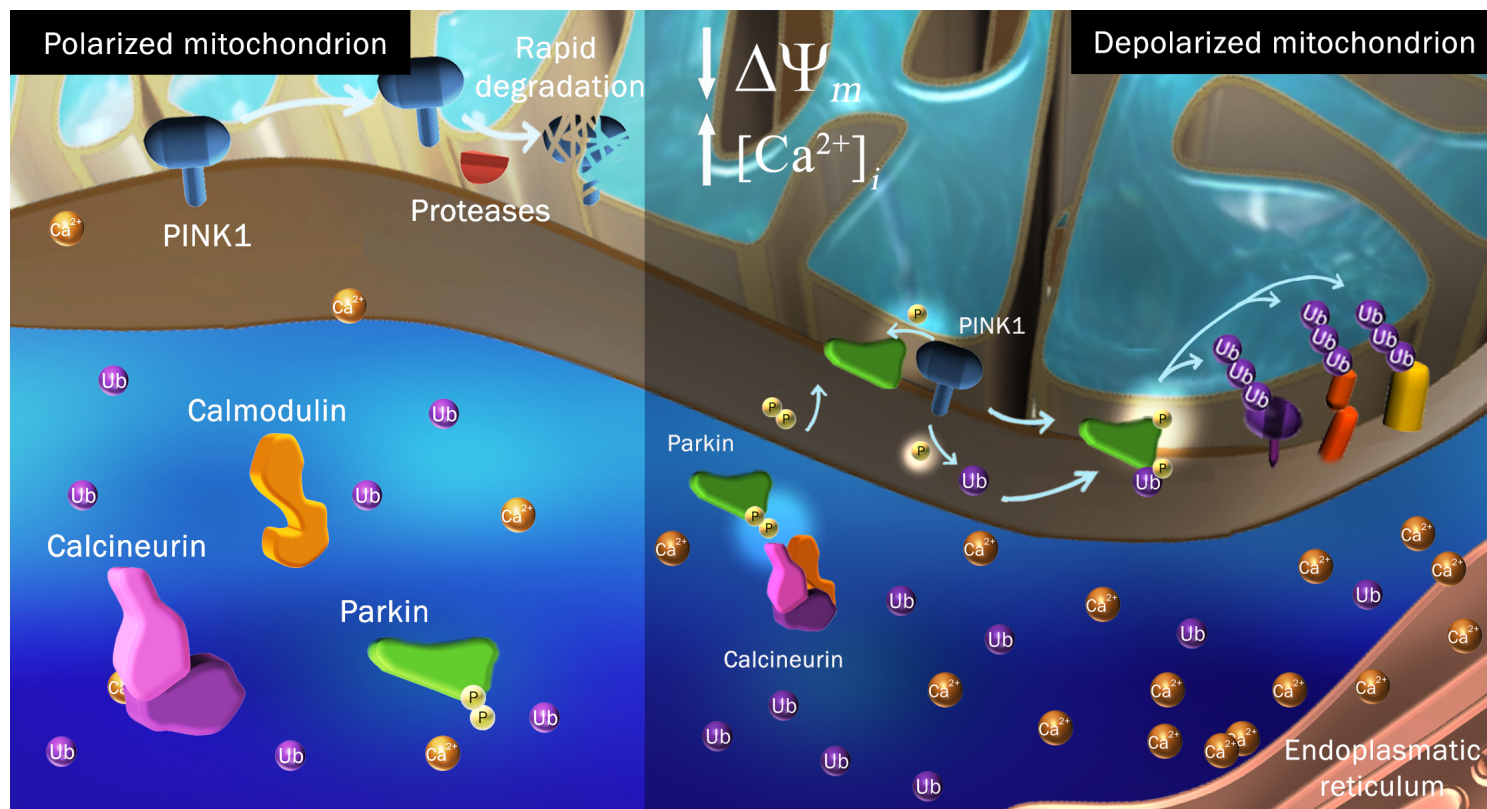 Polarized mitochondrion
Rapid
degradation
Proteases
Ca²⁺
PINK1
Ca²⁺
Ub
Calmodulin
Ub
Ub
Ub
Ca²⁺
Calcineurin
Parkin
Ca
P
P
Ub
Ub
Ub
Ca²⁺
Depolarized mitochondrion
↓ ΔΨm
↑ [Ca²⁺]i
P
PINK1
Ub
Ub
Ub
Ub
Ub
Ub
Ub
Ub
Ub
P
P
P
Parkin
P
P
Ub
Ub
P
P
Ca²⁺
Ca²⁺
Ca²⁺
Ca²⁺
Ca²⁺
Ub
Ca²⁺
Ub
Ub
Ub
Ca²⁺
Calcineurin
Ca²⁺
Ca²⁺
Ca²⁺
Ca²⁺
Ub
Ub
Ca²⁺
Ca²⁺
Ca²⁺
Ca²⁺
Ub
Ub
Endoplasmatic
reticulum